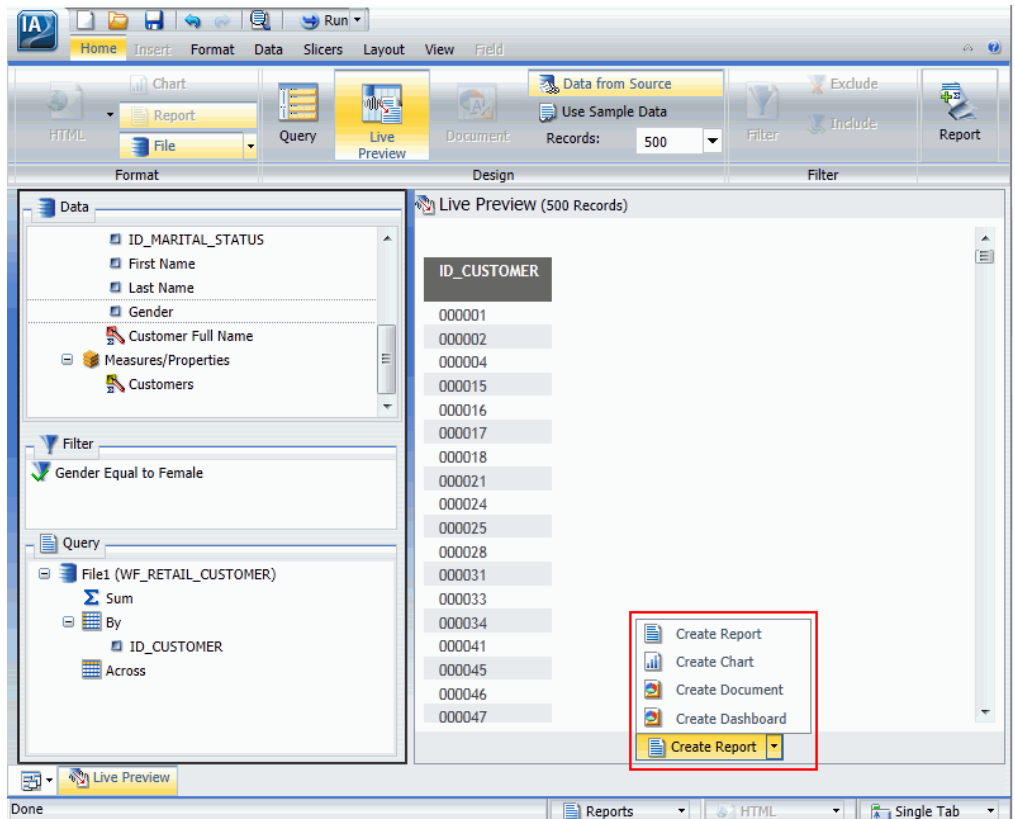 IA
Run
Home Insert Format Data Slicers Layout View Field
HTML
Chart
Report
File
Query
Live
Preview
Document
Data from Source
Use Sample Data
Records: 500
Filter
Exclude
Include
Report
Format
Design
Filter
Data
ID_MARITAL_STATUS
First Name
Last Name
Gender
Customer Full Name
Measures/Properties
Customers
Filter
Gender Equal to Female
Query
File1 (WF_RETAIL_CUSTOMER)
Sum
By
ID_CUSTOMER
Across
Live Preview (500 Records)
ID_CUSTOMER
000001
000002
000004
000015
000016
000017
000018
000021
000024
000025
000028
000031
000033
000034
000041
000045
000046
000047
Create Report
Create Chart
Create Document
Create Dashboard
Create Report
Live Preview
Done
Reports
HTML
Single Tab